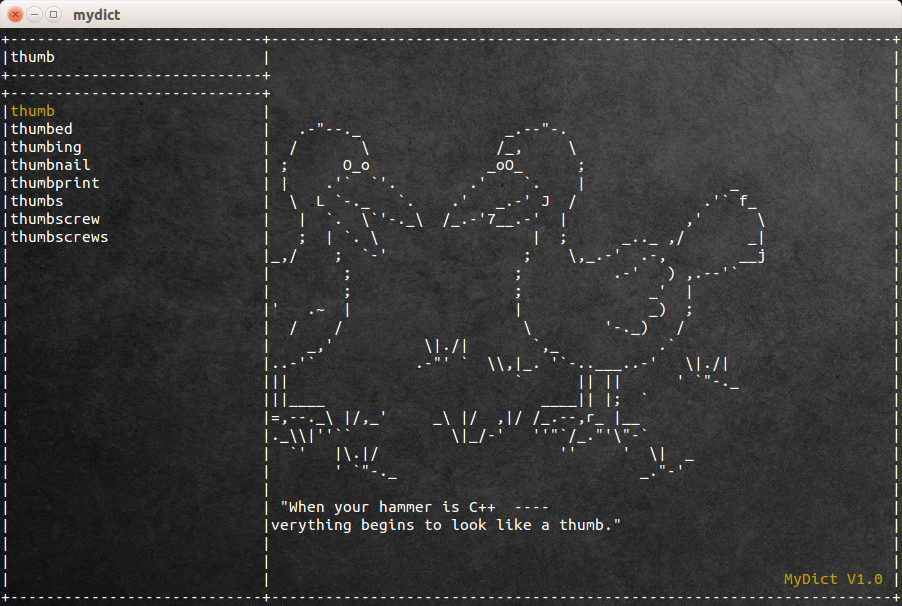 mydict
thumb
thumb
thumbed
thumbing
thumbnail
thumbprint
thumbs
thumbscrew
thumbscrews
"When your hammer is C++ ----
verything begins to look like a thumb."
MyDict V1.0